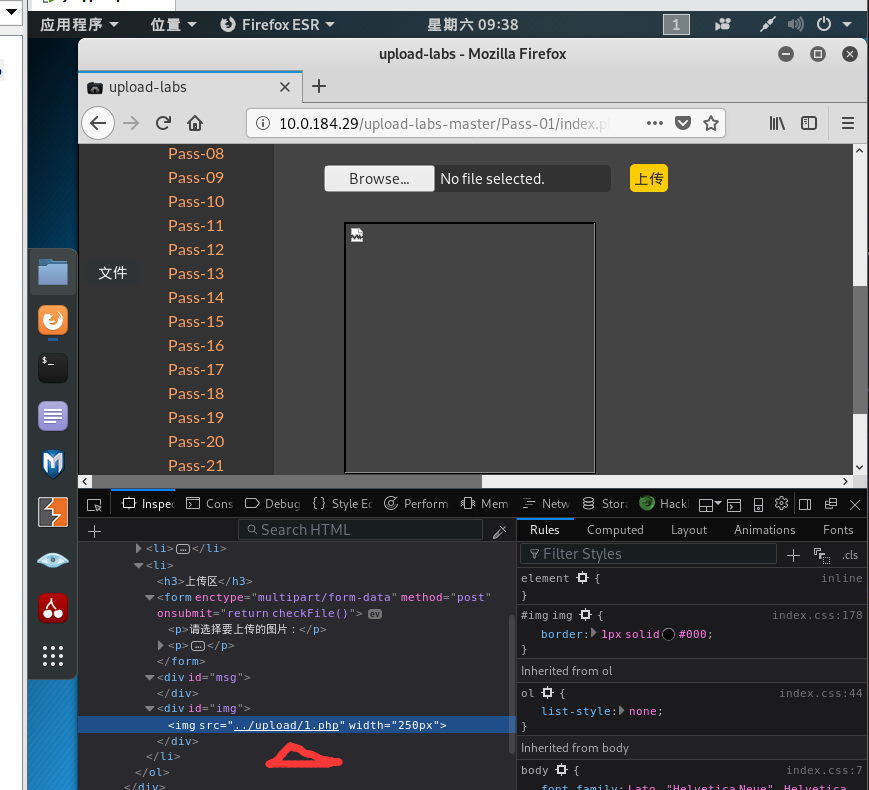 应用程序 ▾ 位置 ▾ Firefox ESR ▾ 星期六 09:38 1
upload-labs - Mozilla Firefox
upload-labs
10.0.184.29/upload-labs-master/Pass-01/index.p
Pass-08
Pass-09
Pass-10
Pass-11
Pass-12
Pass-13
Pass-14
Pass-15
Pass-16
Pass-17
Pass-18
Pass-19
Pass-20
Pass-21
文件
Browse... No file selected. 上传
Inspec Cons Debug {} Style Ec Perform Mem Netw Stora Hack
Search HTML
<li>…</li>
<li>
<h3>上传区</h3>
<form enctype="multipart/form-data" method="post"
onsubmit="return checkFile()"> ev
<p>请选择要上传的图片：</p>
<p>…</p>
</form>
<div id="msg">
</div>
<div id="img">
<img src="../upload/1.php" width="250px">
</div>
</li>
</ol>
</div>
Rules Computed Layout Animations Fonts
Filter Styles + .cls
element { inline
}
#img img { index.css:178
border: 1px solid #000;
}
Inherited from ol
ol { index.css:44
list-style: none;
}
Inherited from body
body { index.css:7
font-family: Lato, "Helvetica Neue", Helvetica,